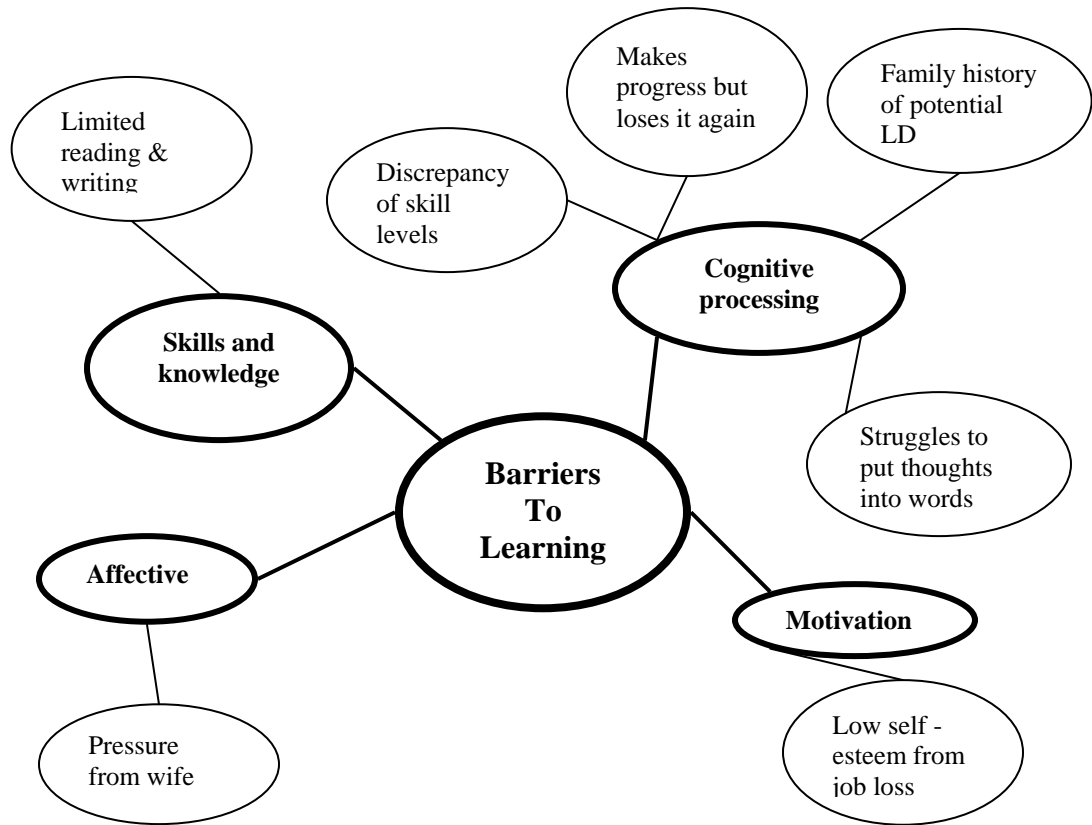 Makes
progress but
loses it again
Family history
of potential
LD
Limited
reading &
writing
Discrepancy
of skill
levels
Cognitive
processing
Skills and
knowledge
Struggles to
put thoughts
into words
Barriers
To
Learning
Affective
Motivation
Pressure
from wife
Low self -
esteem from
job loss